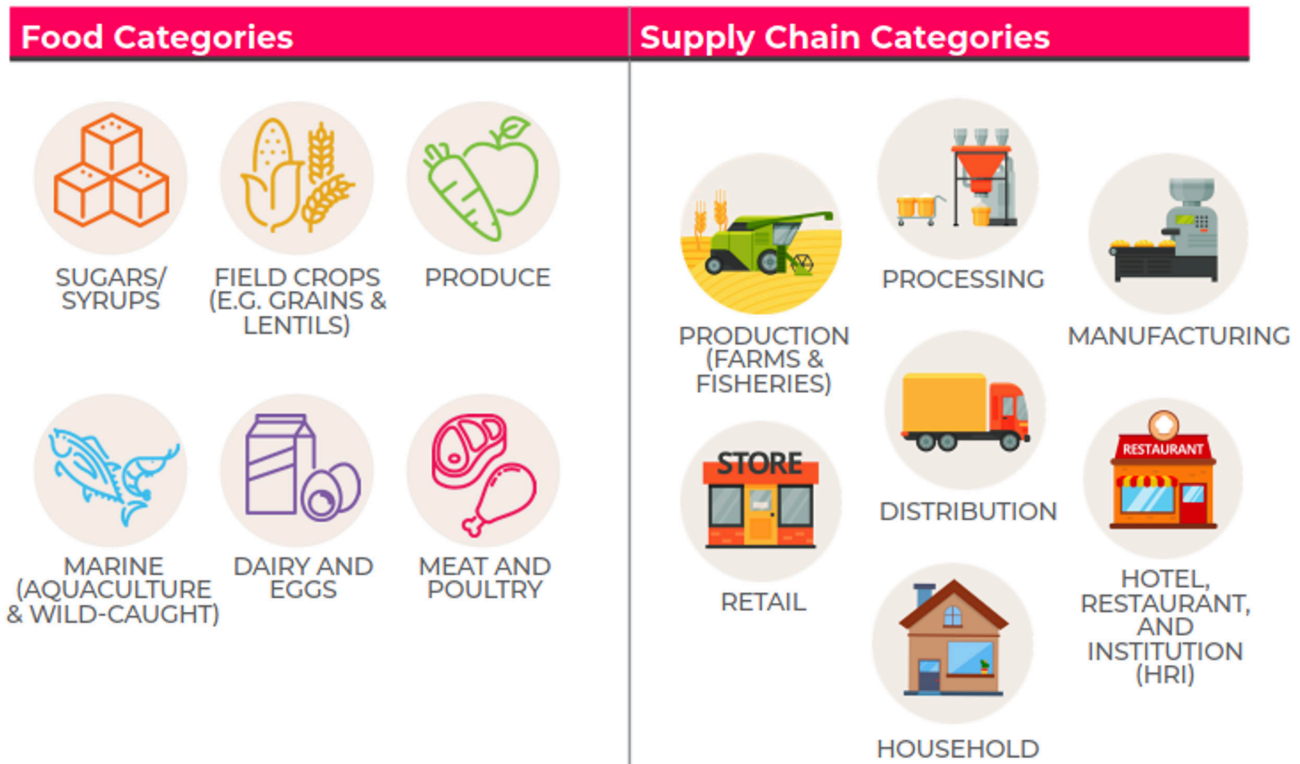 Food Categories
Supply Chain Categories
SUGARS/
SYRUPS
FIELD CROPS
(E.G. GRAINS &
LENTILS)
PRODUCE
MARINE
(AQUACULTURE
& WILD-CAUGHT)
DAIRY AND
EGGS
MEAT AND
POULTRY
PROCESSING
PRODUCTION
(FARMS &
FISHERIES)
MANUFACTURING
STORE
RETAIL
DISTRIBUTION
RESTAURANT
HOTEL,
RESTAURANT,
AND
INSTITUTION
(HRI)
HOUSEHOLD